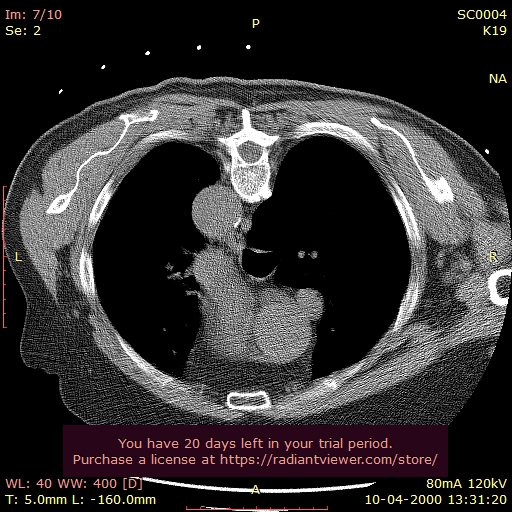 Im: 7/10
Se: 2
P
SC0004
K19
NA
L
R
You have 20 days left in your trial period.
Purchase a license at https://radiantviewer.com/store/
WL: 40 WW: 400 [D]
T: 5.0mm L: -160.0mm
A
80mA 120kV
10-04-2000 13:31:20